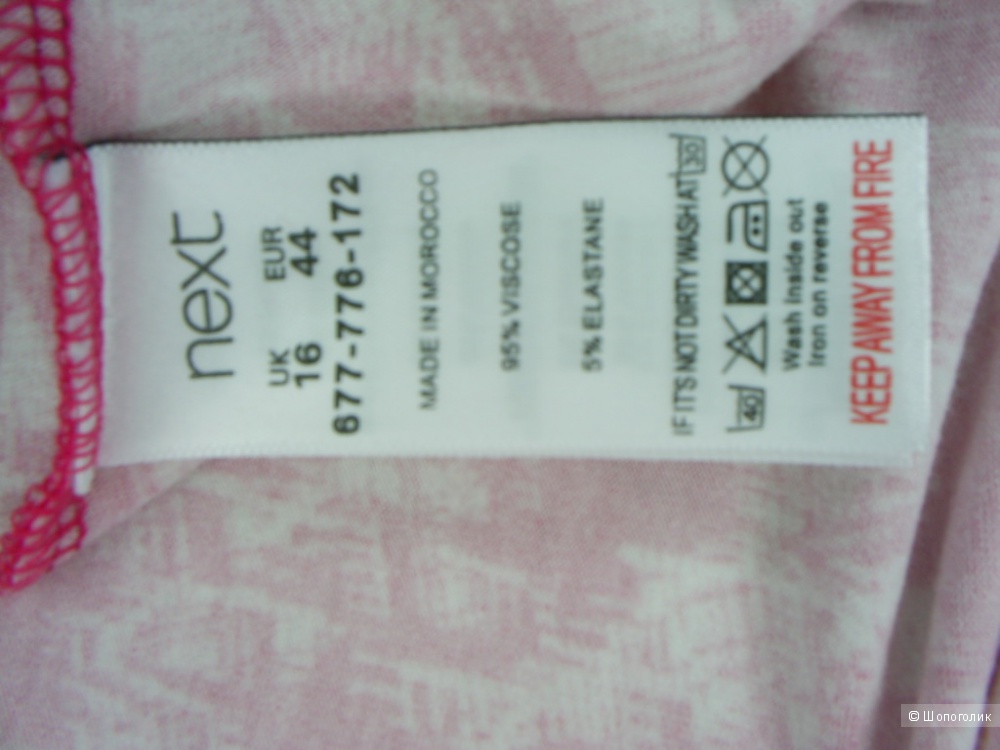 next
UK EUR
16 44
677-776-172
MADE IN MOROCCO
95% VISCOSE
5% ELASTANE
IF IT'S NOT DIRTY WASH AT 30
40
Wash inside out
Iron on reverse
KEEP AWAY FROM FIRE
© Шопоголик